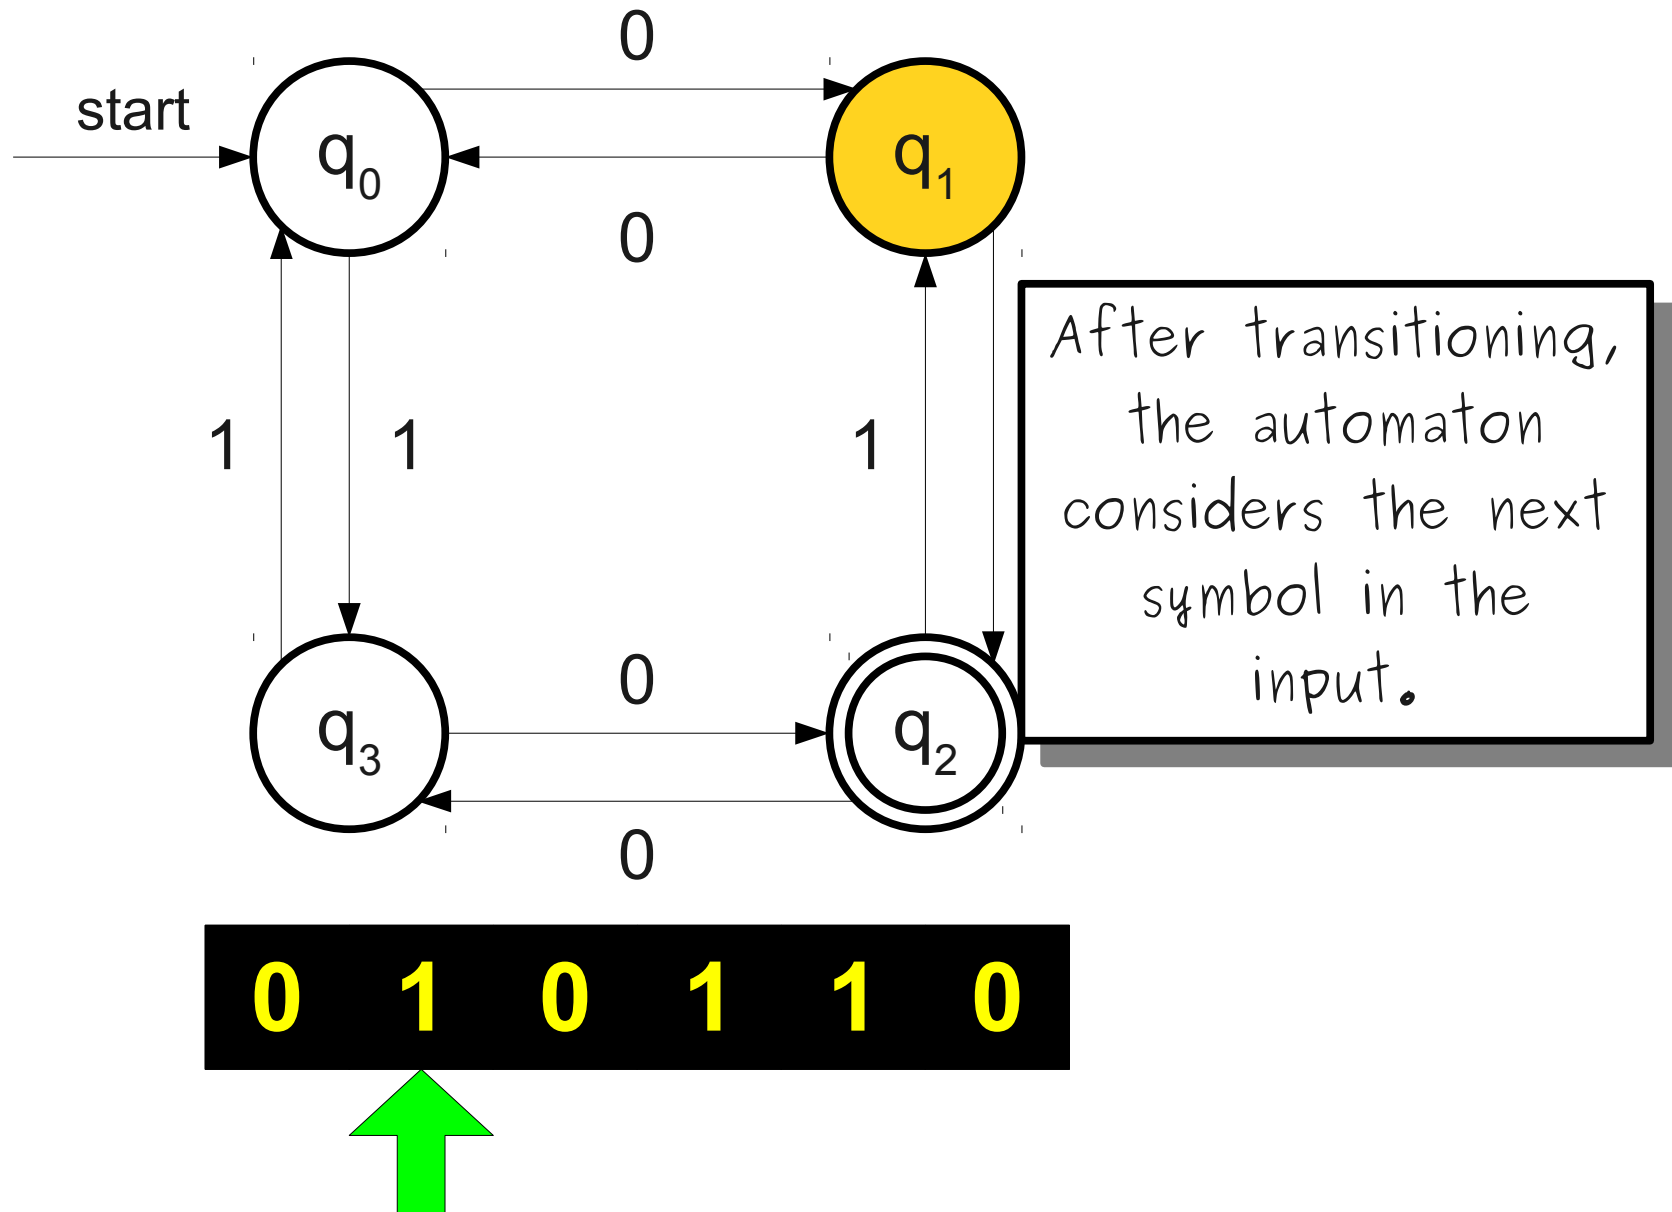 0
start
q0
q1
0
After transitioning,
the automaton
considers the next
symbol in the
input.
1
1
1
0
q3
q2
0
0 1 0 1 1 0